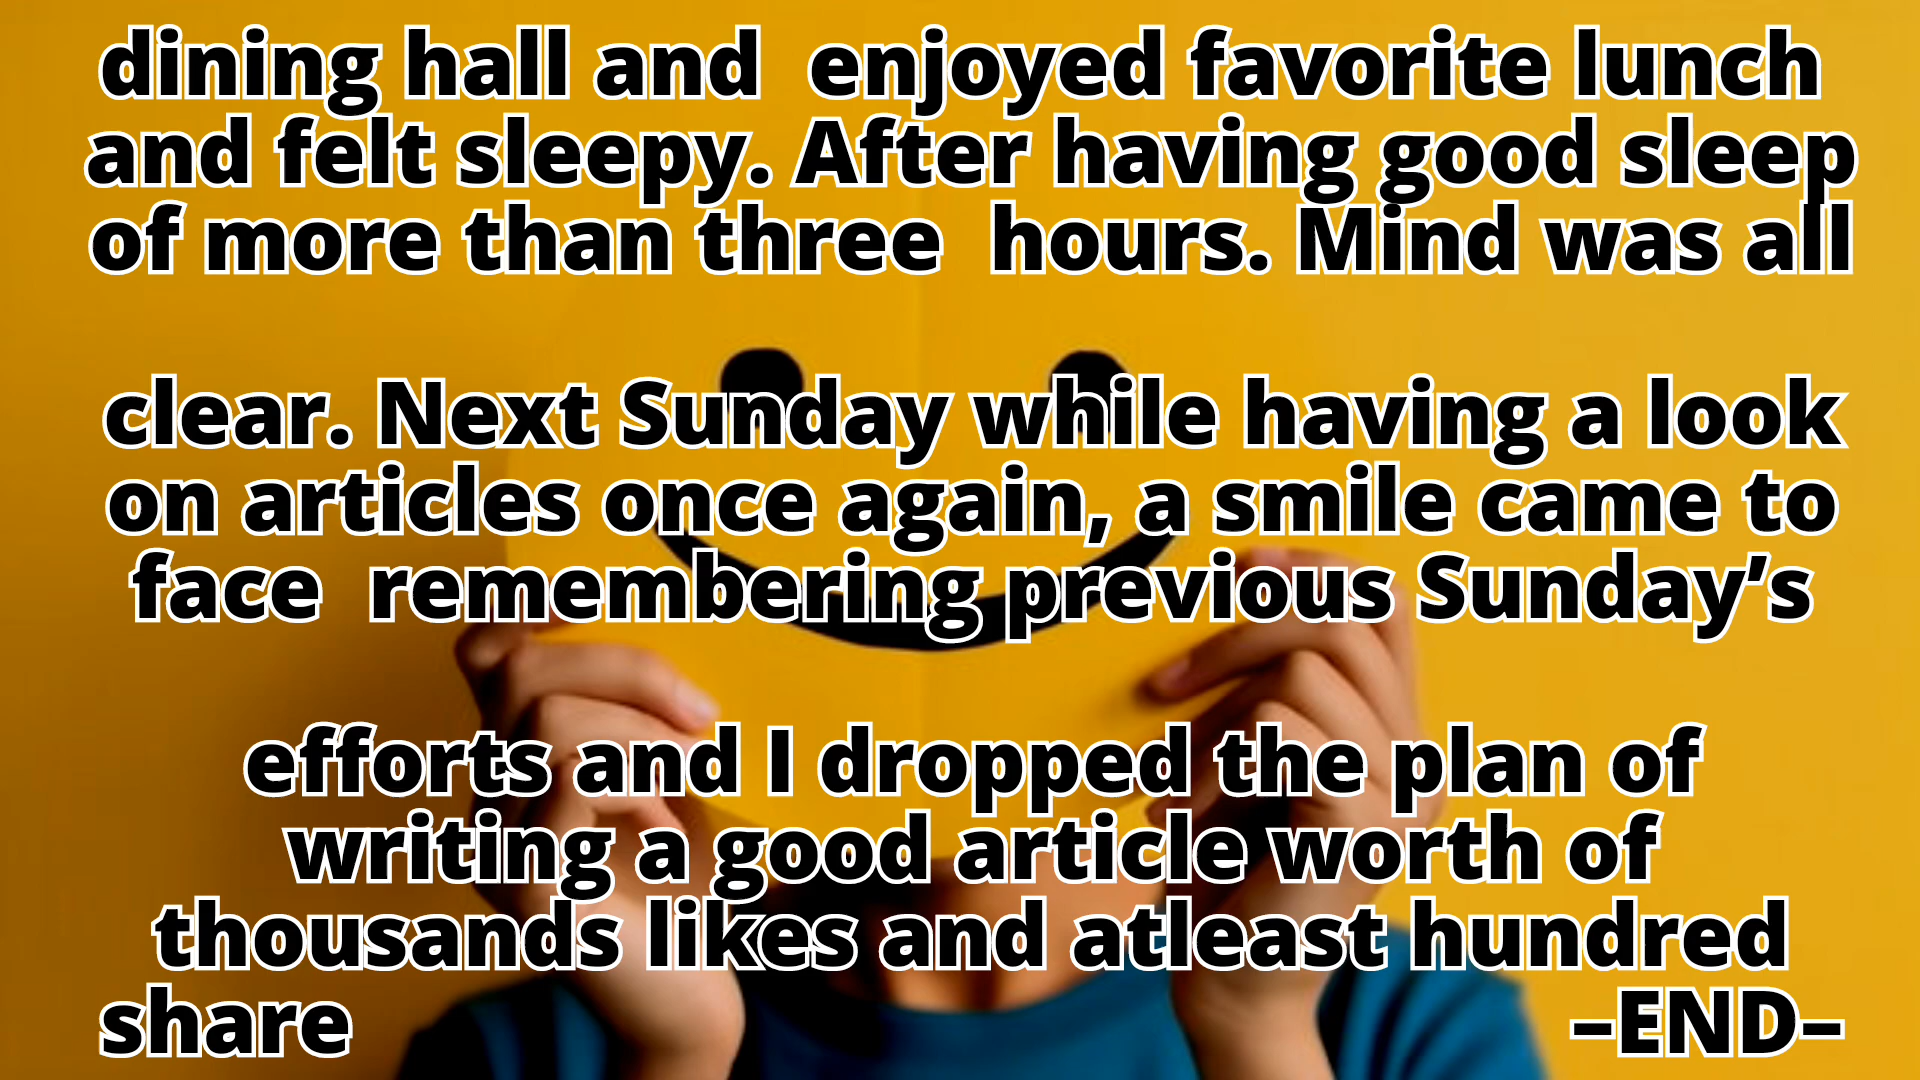 dining hall and  enjoyed favorite lunch
and felt sleepy. After having good sleep
of more than three  hours. Mind was all
clear. Next Sunday while having a look
on articles once again, a smile came to
face  remembering previous Sunday’s
efforts and I dropped the plan of
writing a good article worth of
thousands likes and atleast hundred
share –END–